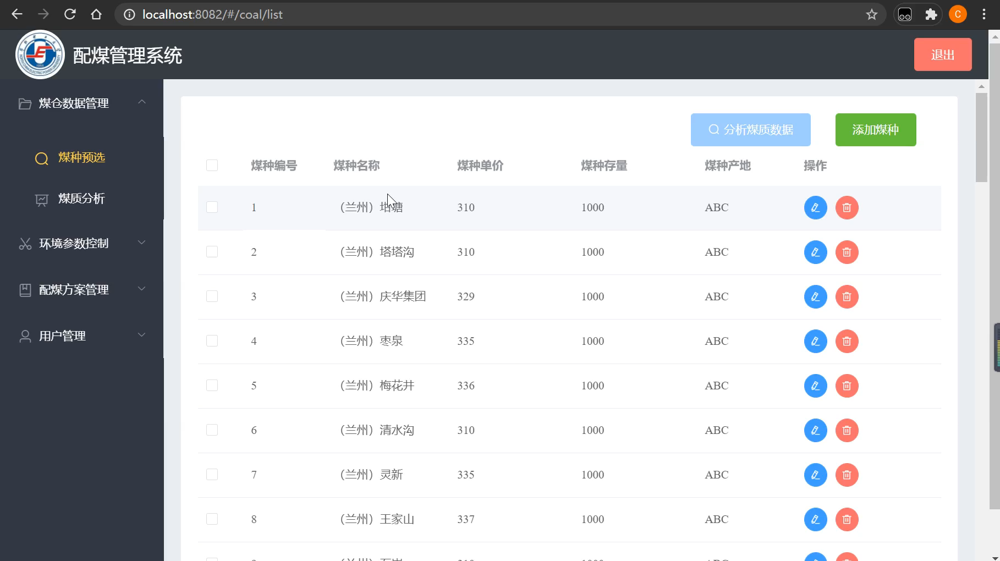 localhost:8082/#/coal/list
C
配煤管理系统
退出
煤仓数据管理
煤种预选
煤质分析
环境参数控制
配煤方案管理
用户管理
分析煤质数据
添加煤种
煤种编号 煤种名称 煤种单价 煤种存量 煤种产地 操作
1 （兰州）坩塘 310 1000 ABC
2 （兰州）塔塔沟 310 1000 ABC
3 （兰州）庆华集团 329 1000 ABC
4 （兰州）枣泉 335 1000 ABC
5 （兰州）梅花井 336 1000 ABC
6 （兰州）清水沟 310 1000 ABC
7 （兰州）灵新 335 1000 ABC
8 （兰州）王家山 337 1000 ABC